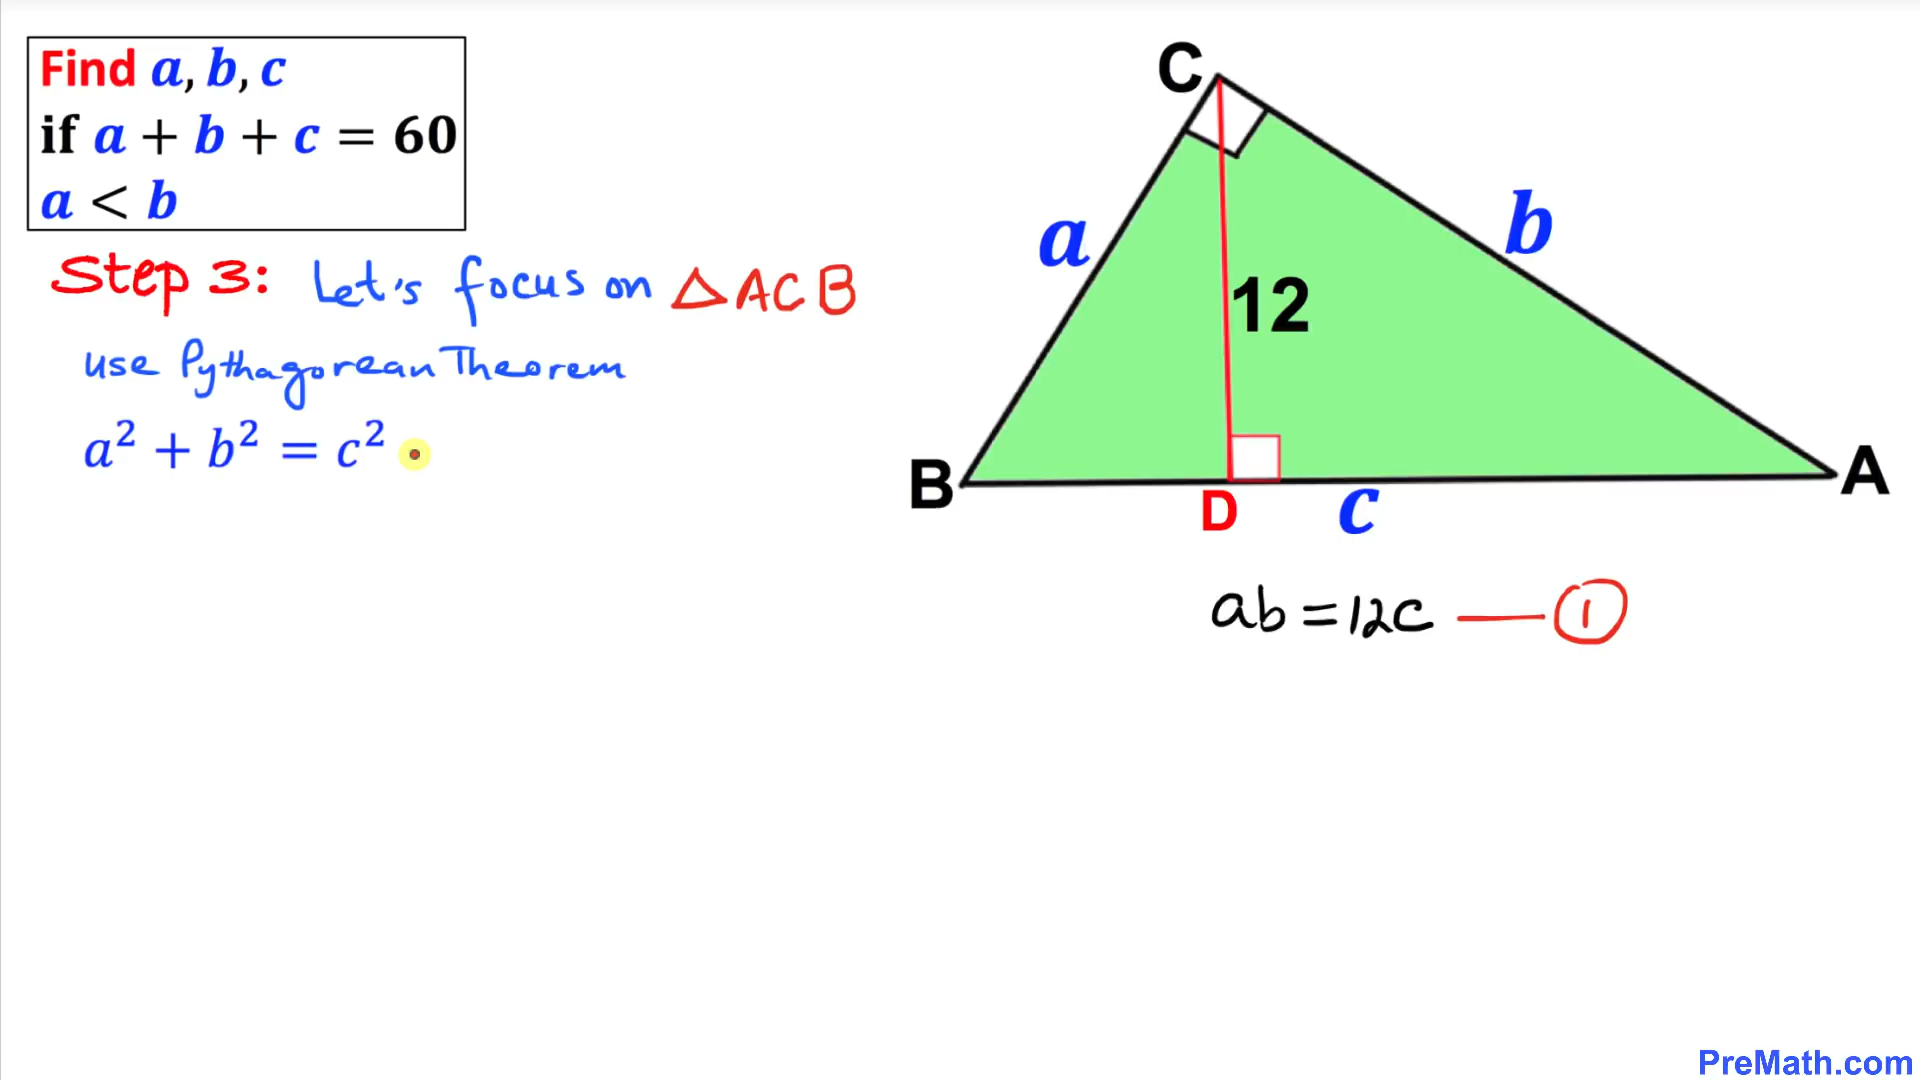 Find a, b, c
if a + b + c = 60
a < b
Step 3: Let's focus on △ACB
use Pythagorean Theorem
a² + b² = c²
C
a
b
12
B
A
D
c
ab = 12c — ①
PreMath.com